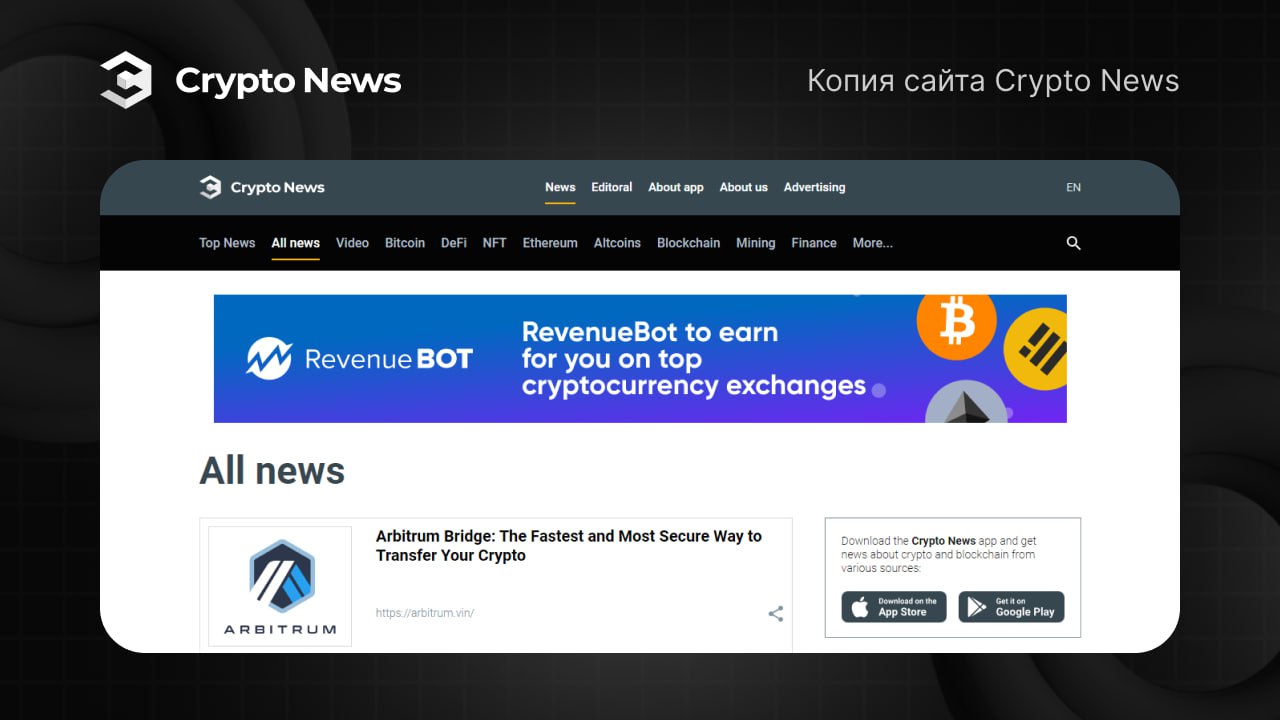 Crypto News
Копия сайта Crypto News
Crypto News
News Editoral About app About us Advertising
EN
Top News All news Video Bitcoin DeFi NFT Ethereum Altcoins Blockchain Mining Finance More...
Revenue BOT
RevenueBot to earn
for you on top
cryptocurrency exchanges
All news
ARBITRUM
Arbitrum Bridge: The Fastest and Most Secure Way to
Transfer Your Crypto
https://arbitrum.vin/
Download the Crypto News app and get
news about crypto and blockchain from
various sources:
Download on the
App Store
Get it on
Google Play